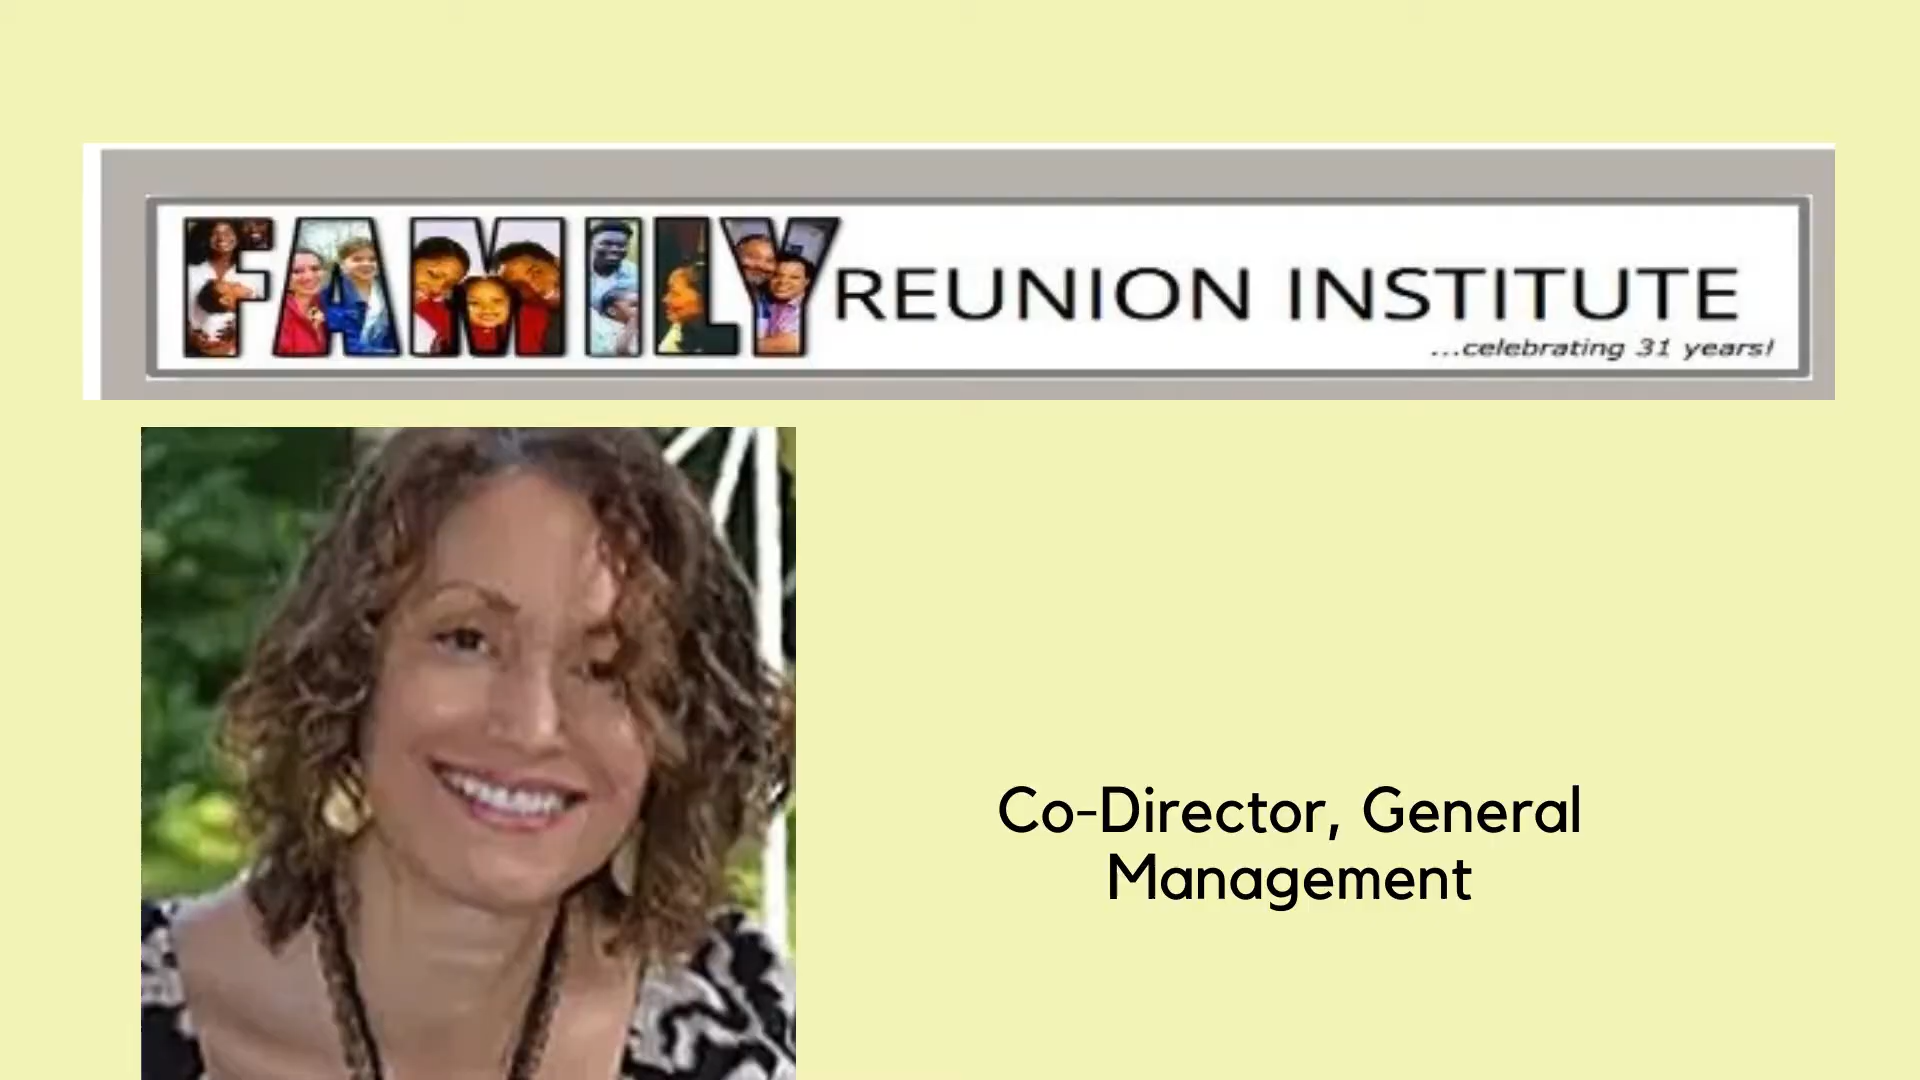 FAMILY REUNION INSTITUTE
...celebrating 31 years!
Co-Director, General
Management